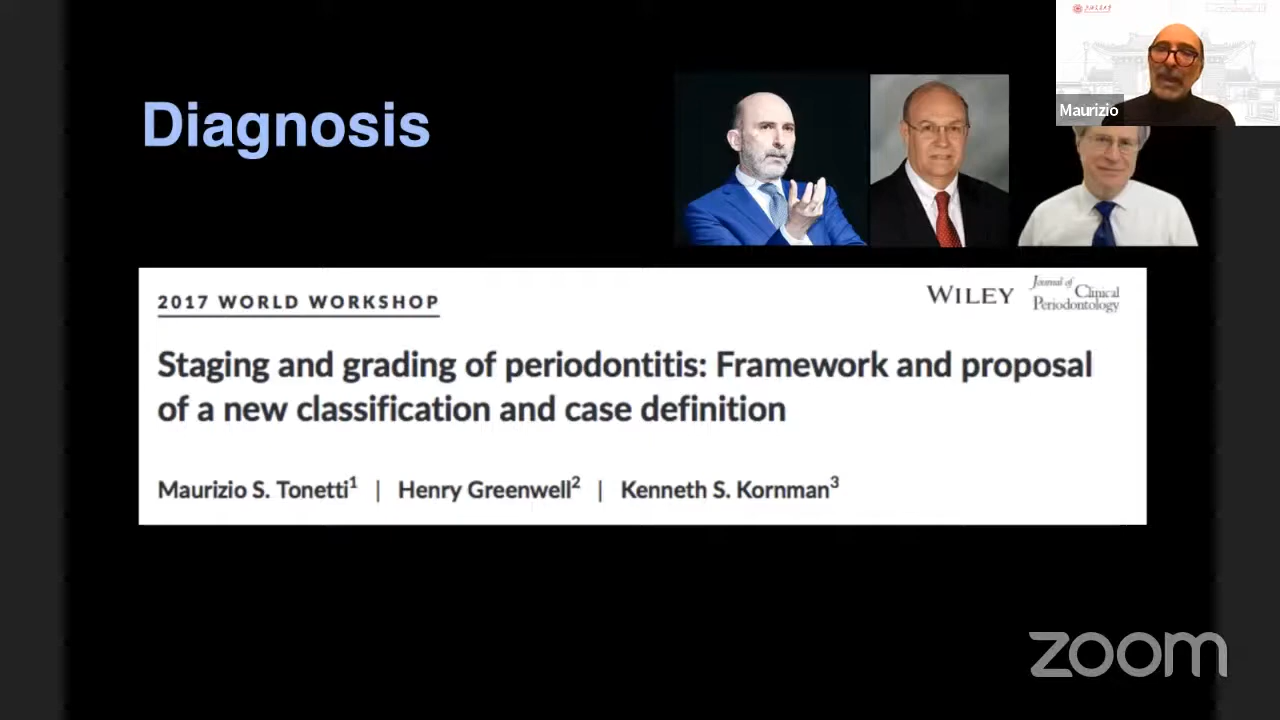 Diagnosis
Maurizio
2017 WORLD WORKSHOP
WILEY
Journal of
Clinical
Periodontology
Staging and grading of periodontitis: Framework and proposal
of a new classification and case definition
Maurizio S. Tonetti1 | Henry Greenwell2 | Kenneth S. Kornman3
zoom